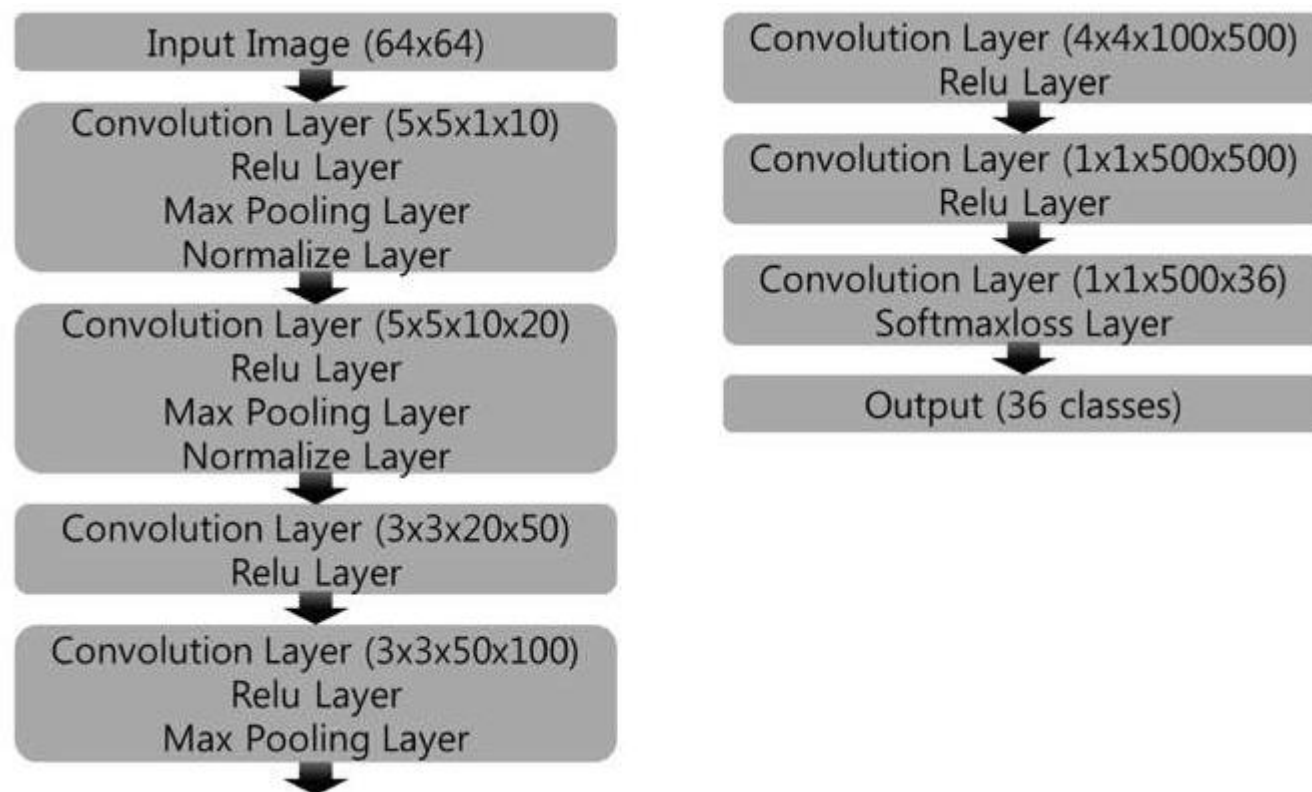 Input Image (64x64)
Convolution Layer (5x5x1x10)
Relu Layer
Max Pooling Layer
Normalize Layer
Convolution Layer (5x5x10x20)
Relu Layer
Max Pooling Layer
Normalize Layer
Convolution Layer (3x3x20x50)
Relu Layer
Convolution Layer (3x3x50x100)
Relu Layer
Max Pooling Layer
Convolution Layer (4x4x100x500)
Relu Layer
Convolution Layer (1x1x500x500)
Relu Layer
Convolution Layer (1x1x500x36)
Softmaxloss Layer
Output (36 classes)